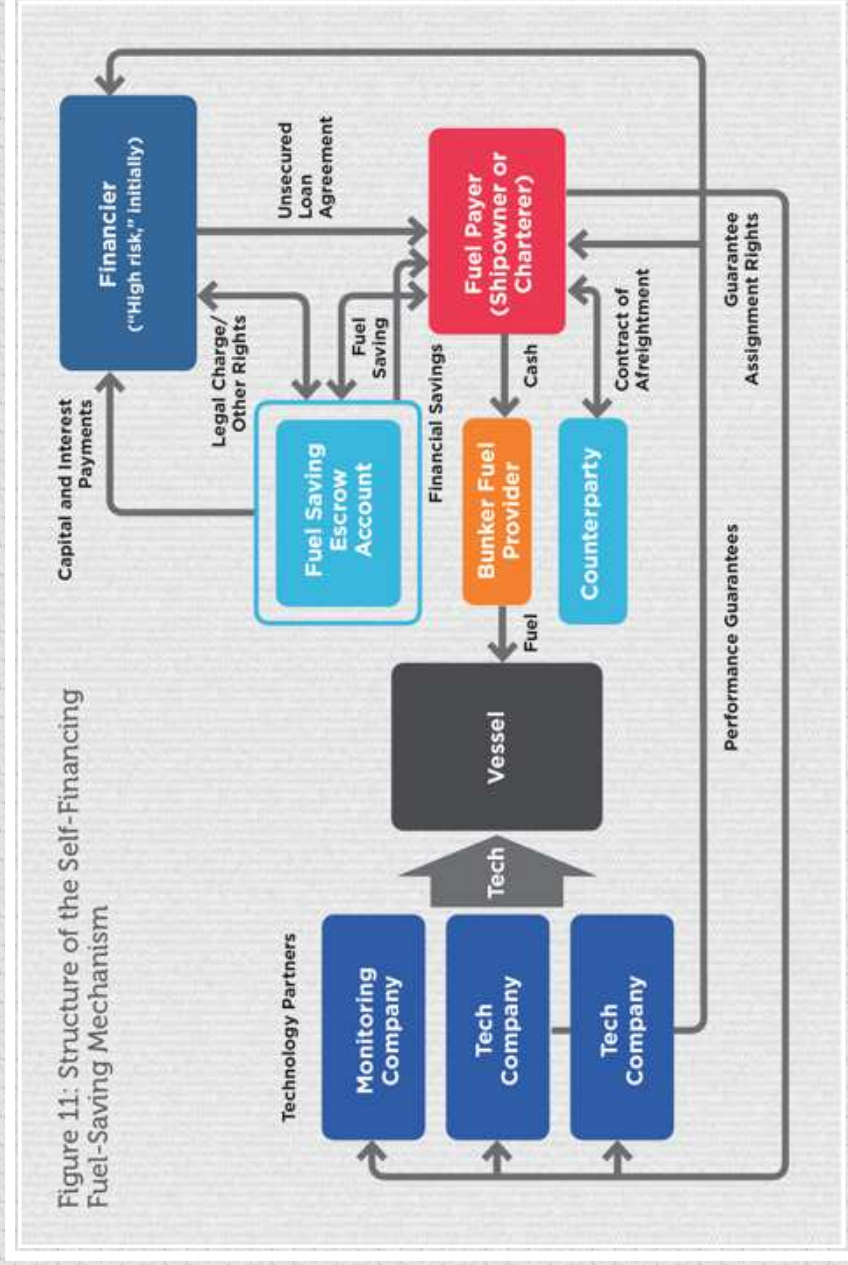 Figure 11: Structure of the Self-Financing
Fuel-Saving Mechanism
Technology Partners
Monitoring
Company
Tech
Company
Tech
Company
Tech
Vessel
Fuel
Capital and Interest
Payments
Fuel Saving
Escrow
Account
Legal Charge/
Other Rights
Fuel
Saving
Financial Savings
Bunker Fuel
Provider
Cash
Counterparty
Contract of
Afreightment
Financier
("High risk," initially)
Unsecured
Loan
Agreement
Fuel Payer
(Shipowner or
Charterer)
Performance Guarantees
Guarantee
Assignment Rights